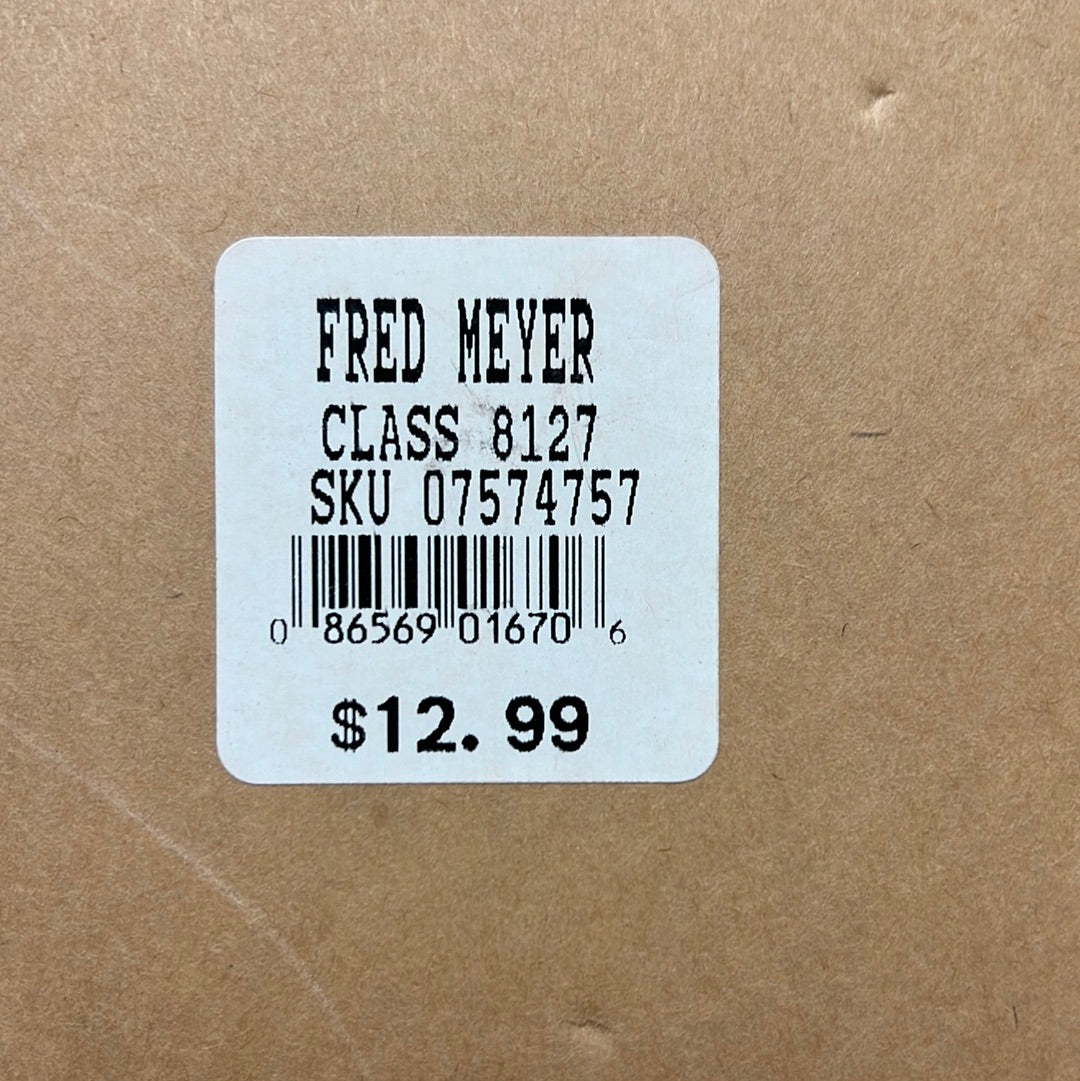 FRED MEYER
CLASS 8127
SKU 07574757
0 86569 01670 6
$12.99